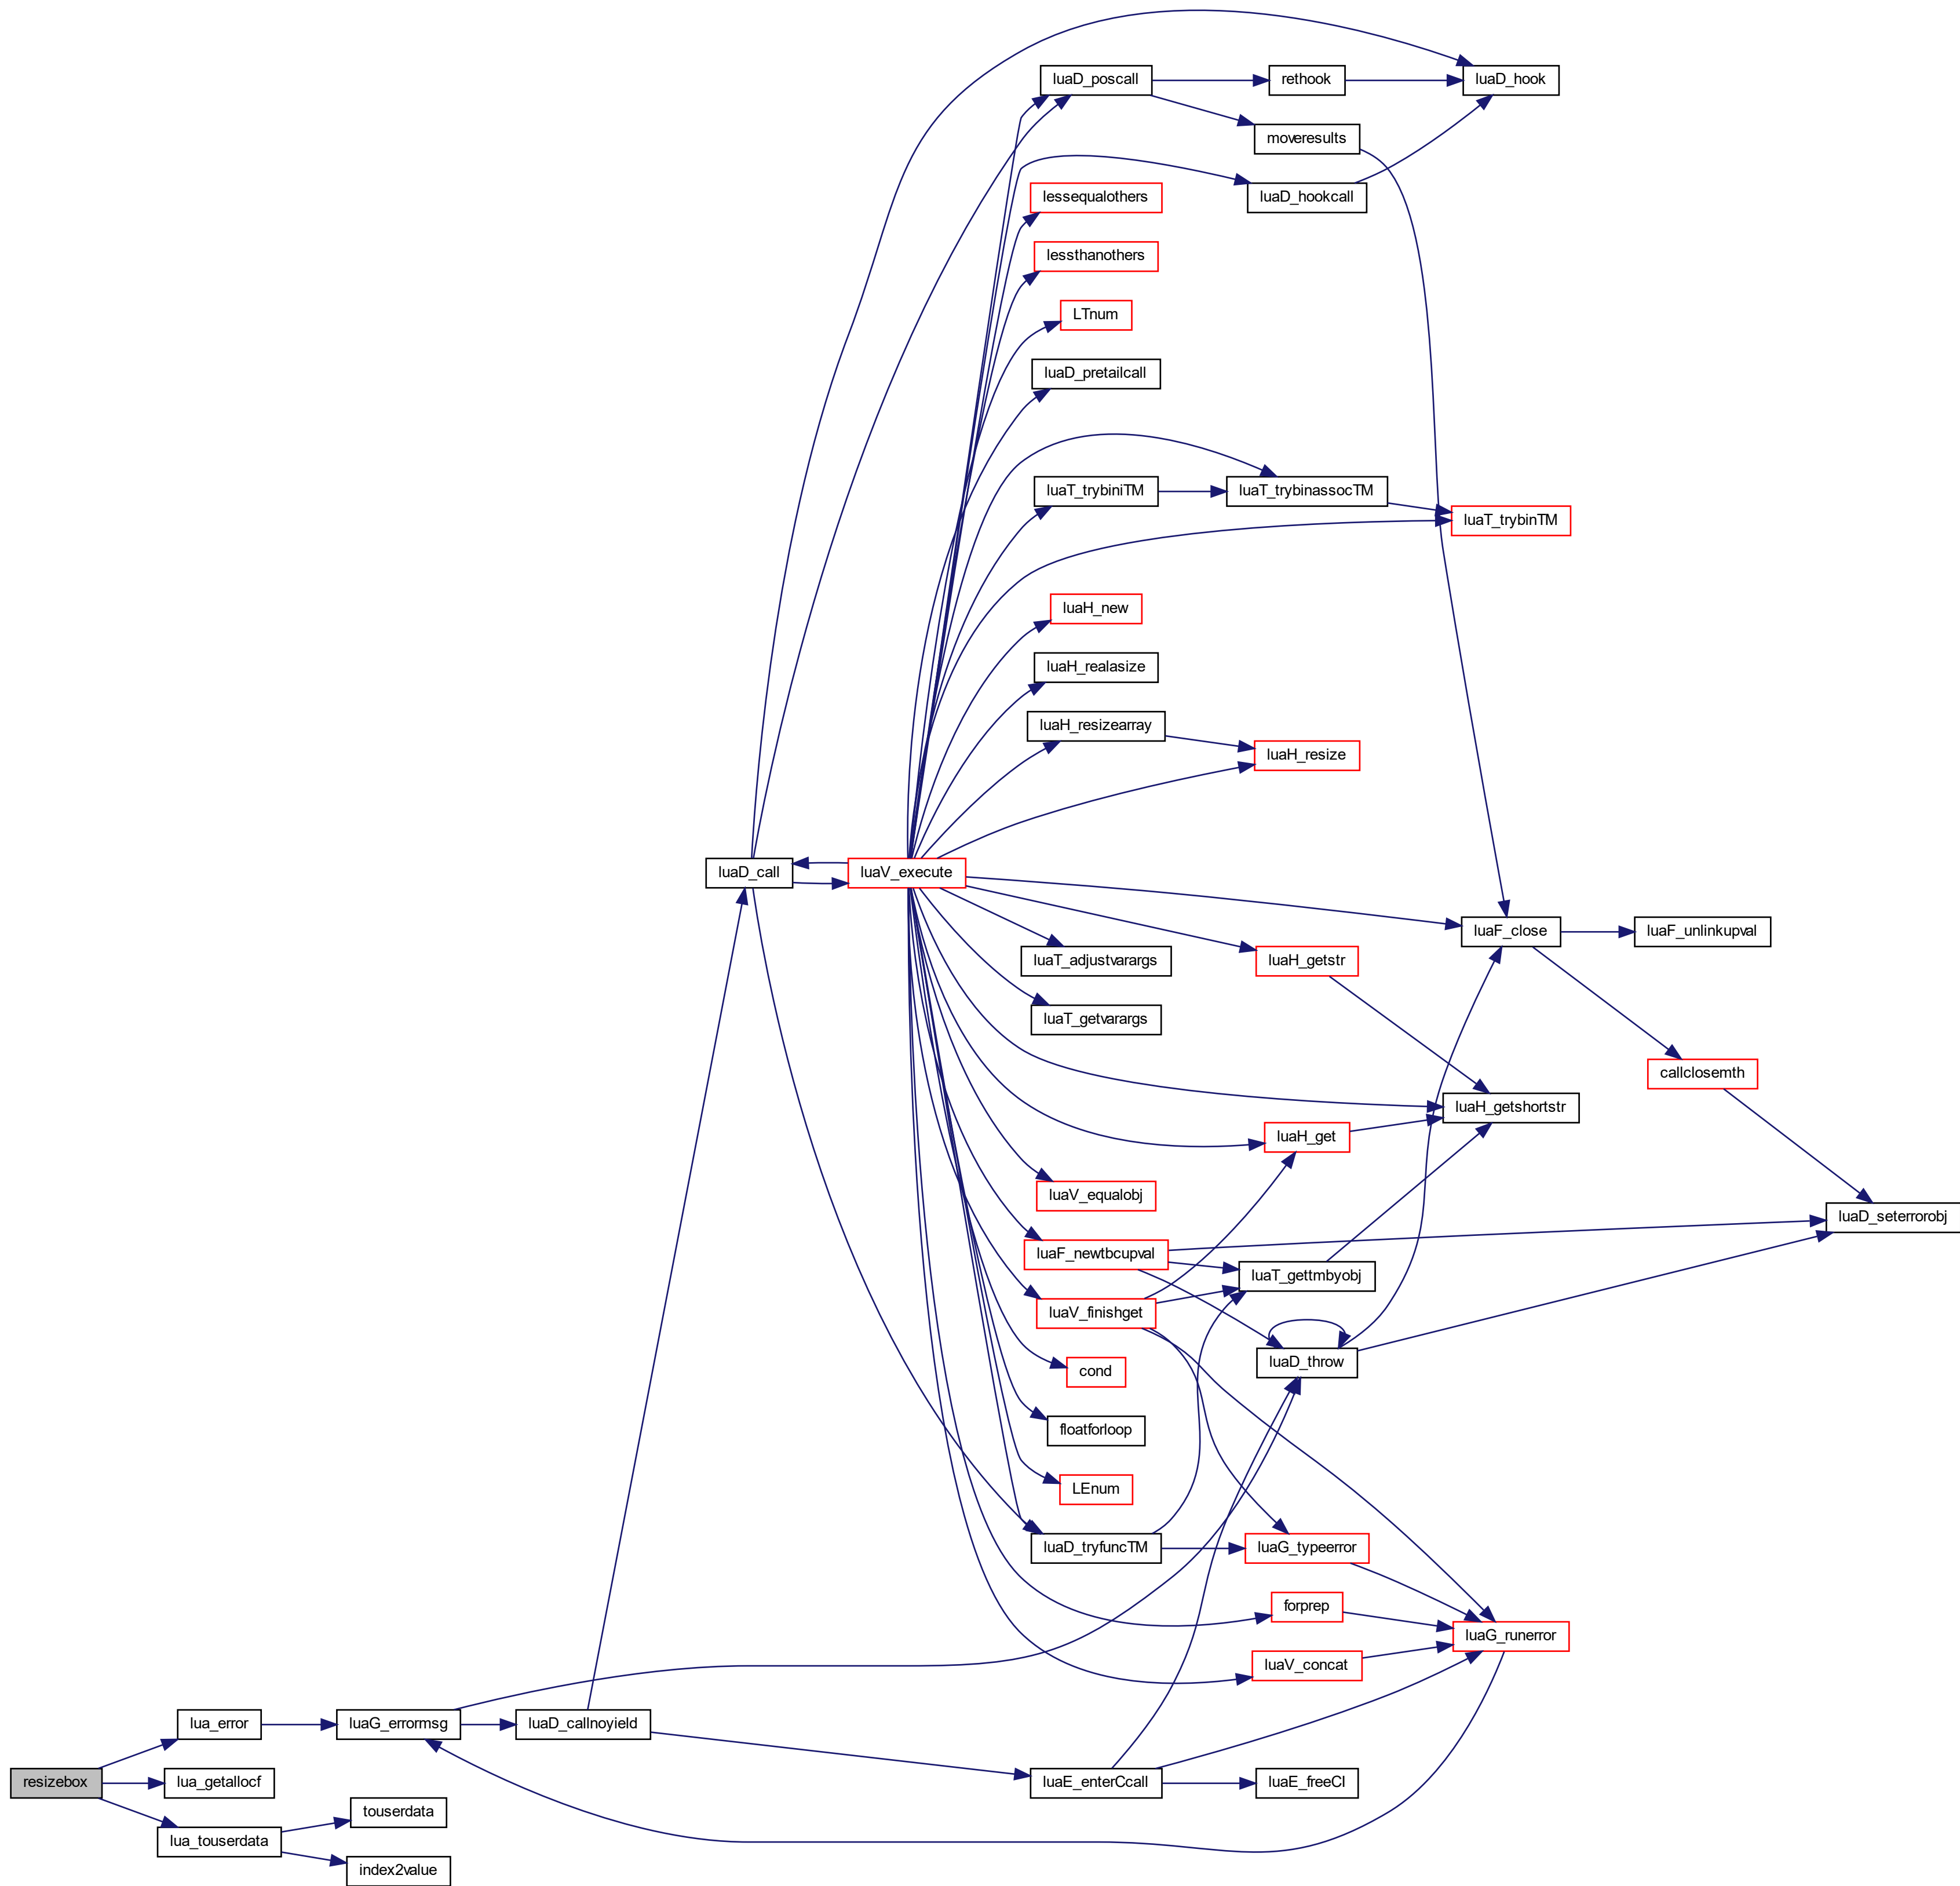 luaD_poscall
rethook
luaD_hook
moveresults
lessequalothers
luaD_hookcall
lessthanothers
LTnum
luaD_pretailcall
luaT_trybiniTM
luaT_trybinassocTM
luaT_trybinTM
luaH_new
luaH_realasize
luaH_resizearray
luaH_resize
luaD_call
luaV_execute
luaF_close
luaF_unlinkupval
luaT_adjustvarargs
luaH_getstr
luaT_getvarargs
callclosemth
luaH_getshortstr
luaH_get
luaV_equalobj
luaD_seterrorobj
luaF_newtbcupval
luaT_gettmbyobj
luaV_finishget
luaD_throw
cond
floatforloop
LEnum
luaD_tryfuncTM
luaG_typeerror
forprep
luaG_runerror
luaV_concat
lua_error
luaG_errormsg
luaD_callnoyield
resizebox
lua_getallocf
luaE_enterCcall
luaE_freeCI
touserdata
lua_touserdata
index2value